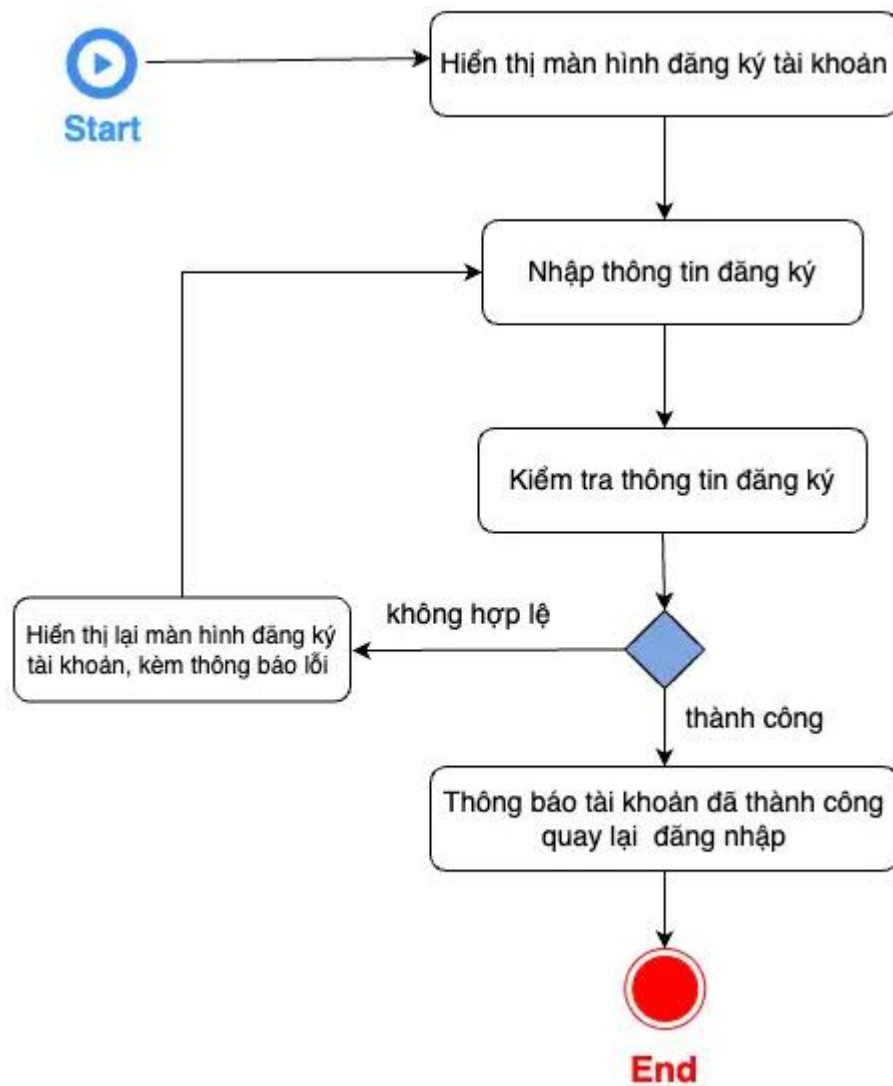 Hiển thị màn hình đăng ký tài khoản
Start
Nhập thông tin đăng ký
Kiểm tra thông tin đăng ký
không hợp lệ
Hiển thị lại màn hình đăng ký
tài khoản, kèm thông báo lỗi
thành công
Thông báo tài khoản đã thành công
quay lại đăng nhập
End